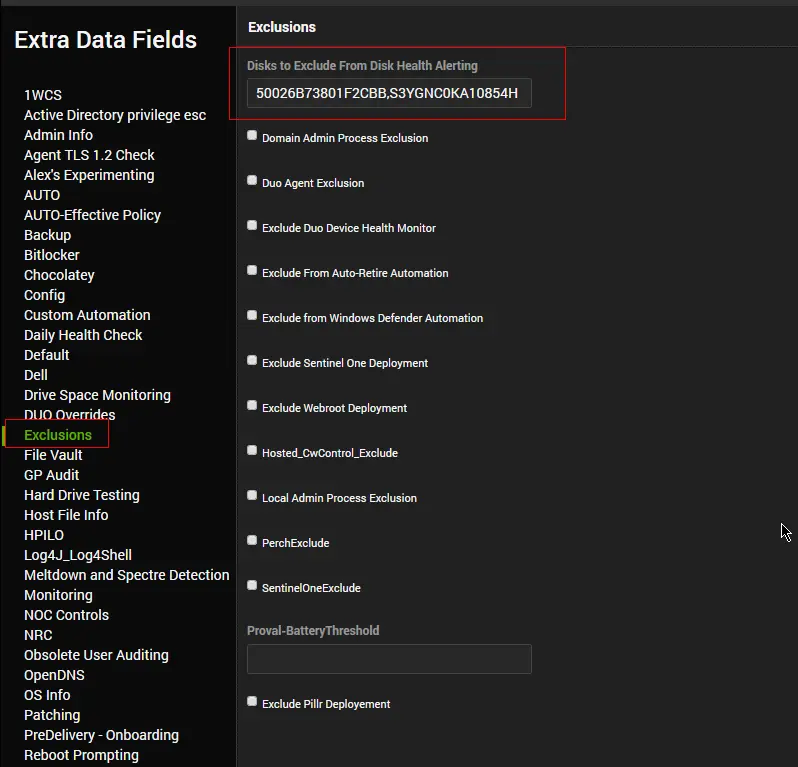 Extra Data Fields
1WCS
Active Directory privilege esc
Admin Info
Agent TLS 1.2 Check
Alex's Experimenting
AUTO
AUTO-Effective Policy
Backup
Bitlocker
Chocolatey
Config
Custom Automation
Daily Health Check
Default
Dell
Drive Space Monitoring
DUO Overrides
Exclusions
File Vault
GP Audit
Hard Drive Testing
Host File Info
HPILO
Log4J_Log4Shell
Meltdown and Spectre Detection
Monitoring
NOC Controls
NRC
Obsolete User Auditing
OpenDNS
OS Info
Patching
PreDelivery - Onboarding
Reboot Prompting
Exclusions
Disks to Exclude From Disk Health Alerting
50026B73801F2CBB,S3YGNC0KA10854H
Domain Admin Process Exclusion
Duo Agent Exclusion
Exclude Duo Device Health Monitor
Exclude From Auto-Retire Automation
Exclude from Windows Defender Automation
Exclude Sentinel One Deployment
Exclude Webroot Deployment
Hosted_CwControl_Exclude
Local Admin Process Exclusion
PerchExclude
SentinelOneExclude
Proval-BatteryThreshold
Exclude Pillr Deployement